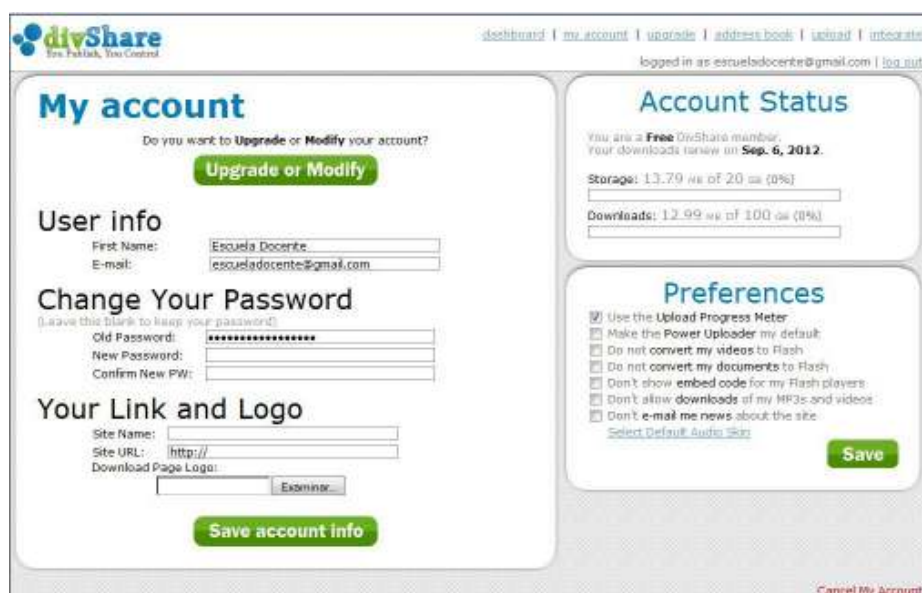 divShare
You Publish, You Control
dashboard | my account | upgrade | address book | upload | integrate
logged in as escueladocente@gmail.com | log out
My account
Do you want to Upgrade or Modify your account?
Upgrade or Modify
User info
First Name: Escuela Docente
E-mail: escueladocente@gmail.com
Change Your Password
(Leave this blank to keep your password)
Old Password: •••••••••••••••••
New Password:
Confirm New PW:
Your Link and Logo
Site Name:
Site URL: http://
Download Page Logo:
Examinar...
Save account info
Account Status
You are a Free DivShare member.
Your downloads renew on Sep. 6, 2012.
Storage: 13.79 MB of 20 GB (0%)
Downloads: 12.99 MB of 100 GB (0%)
Preferences
Use the Upload Progress Meter
Make the Power Uploader my default
Do not convert my videos to Flash
Do not convert my documents to Flash
Don't show embed code for my Flash players
Don't allow downloads of my MP3s and videos
Don't e-mail me news about the site
Select Default Audio Skin
Save
Cancel My Account